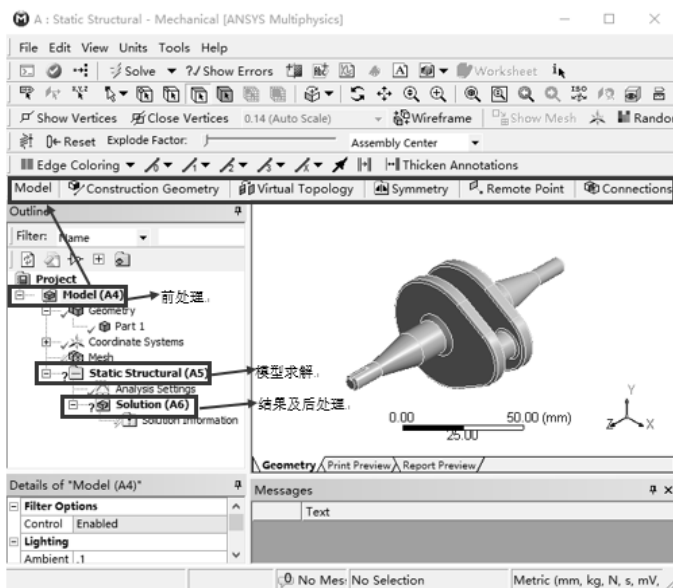 A : Static Structural - Mechanical [ANSYS Multiphysics]
File Edit View Units Tools Help
Solve ?/ Show Errors Worksheet
Show Vertices Close Vertices 0.14 (Auto Scale) Wireframe Show Mesh Random
Reset Explode Factor: Assembly Center
Edge Coloring Thicken Annotations
Model Construction Geometry Virtual Topology Symmetry Remote Point Connections
Outline
Filter: Name
Project
Model (A4) 前处理
Geometry
Part 1
Coordinate Systems
Mesh
Static Structural (A5) 模型求解
Analysis Settings
Solution (A6) 结果及后处理
Solution Information
0.00 50.00 (mm)
25.00
Y
Z X
Geometry Print Preview Report Preview
Details of "Model (A4)"
Filter Options
Control Enabled
Lighting
Ambient .1
Messages
Text
0 No Mes: No Selection Metric (mm, kg, N, s, mV,